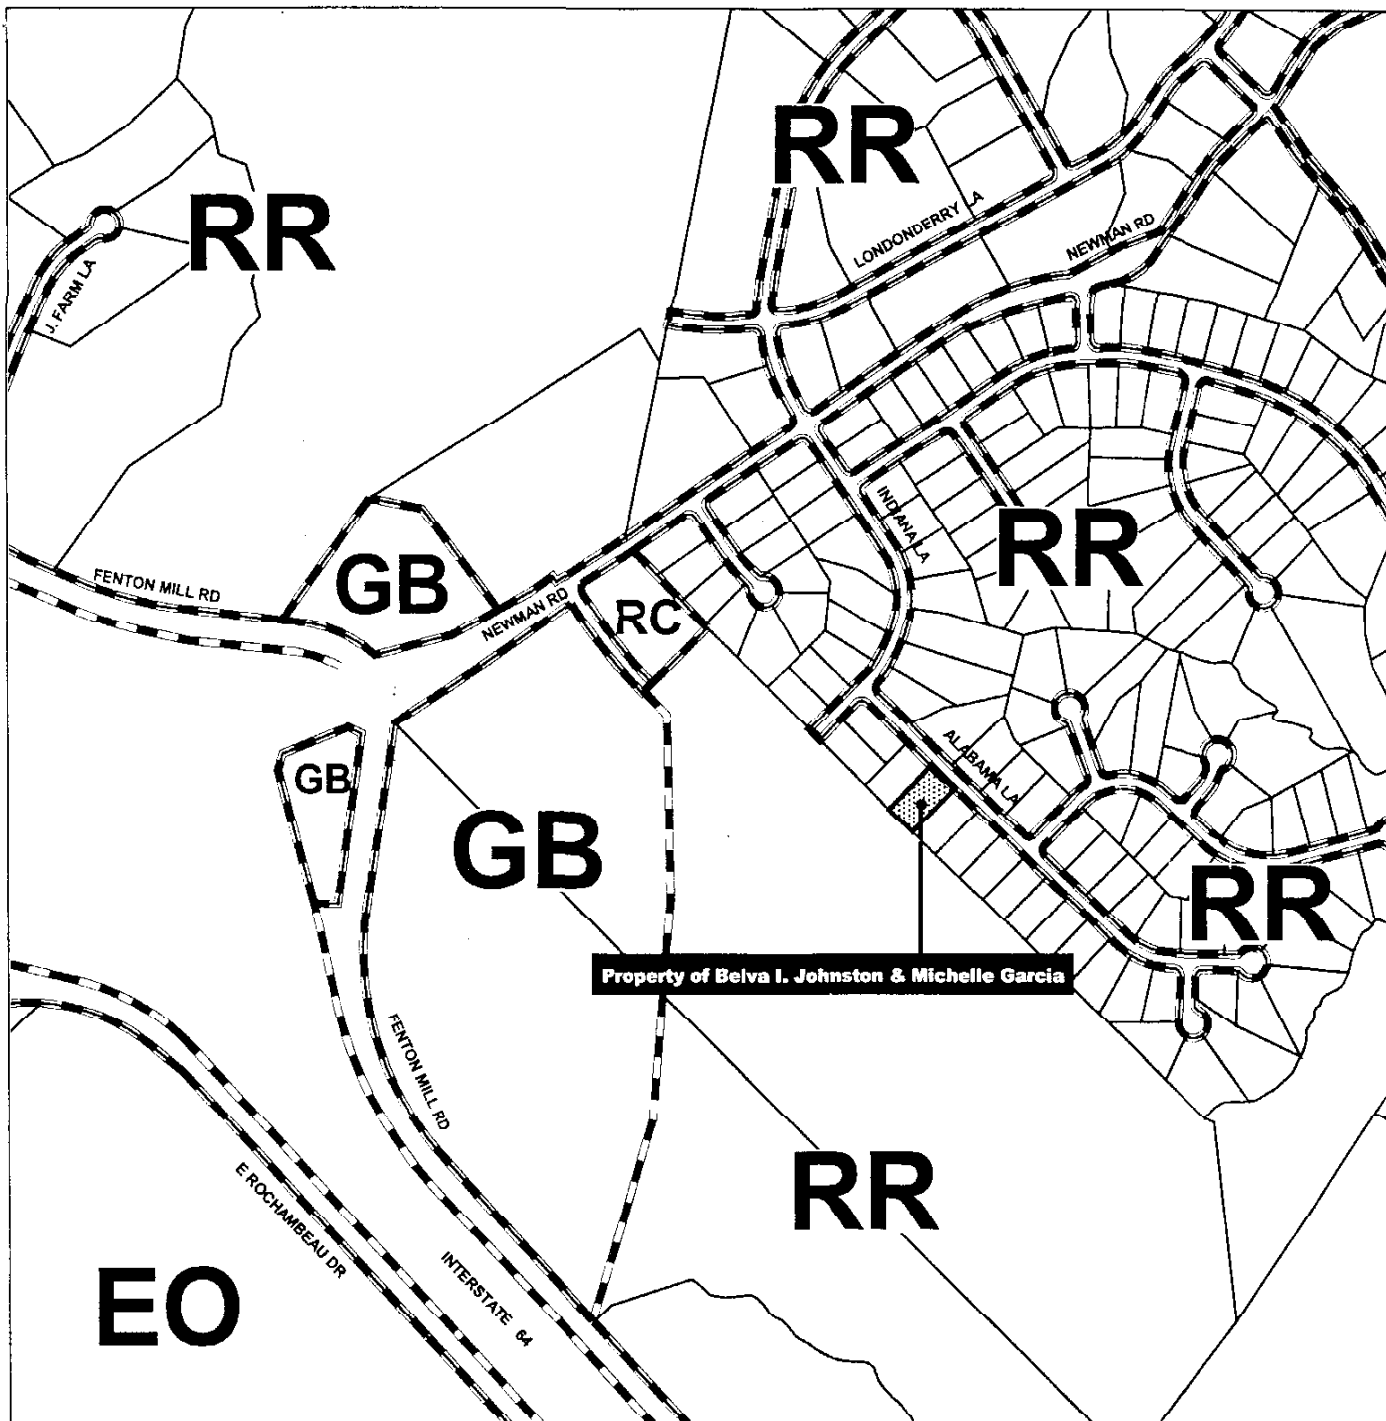 RR
RR
LONDONDERRY LA
NEWMAN RD
J. FARM LA
INDIANA LA
RR
GB
FENTON MILL RD
NEWMAN RD
RC
ALABAMA LA
GB
GB
RR
Property of Belva I. Johnston & Michelle Garcia
FENTON MILL RD
E ROCHAMBEAU DR
RR
INTERSTATE 64
EO